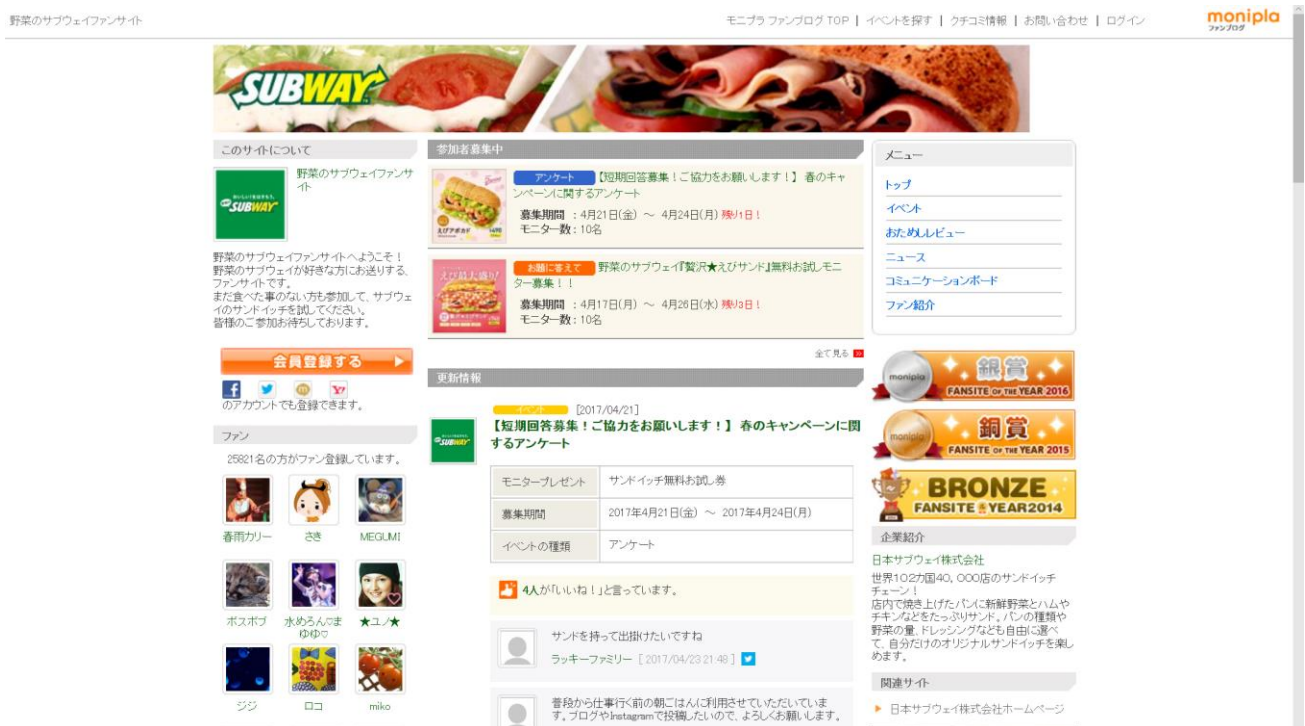 野菜のサブウェイファンサイト
モニプラ ファンブログ TOP | イベントを探す | クチコミ情報 | お問い合わせ | ログイン
monipla
ファンブログ
SUBWAY
このサイトについて
野菜のサブウェイファンサ
イト
SUBWAY
野菜のサブウェイファンサイトへようこそ！
野菜のサブウェイが好きな方にお送りする、
ファンサイトです。
まだ食べた事のない方も参加して、サブウェ
イのサンドイッチを試してください。
皆様のご参加お待ちしております。
会員登録する
のアカウントでも登録できます。
ファン
25821名の方がファン登録しています。
春雨カリー
さき
MEGUMI
ボスボブ
水めろん♡ま
ゆゆ♡
★ユノ★
ジジ
ロコ
miko
参加者募集中
アンケート
【短期回答募集！ご協力をお願いします！】 春のキャ
ンペーンに関するアンケート
募集期間 ：4月21日(金) ～ 4月24日(月) 残り1日！
モニター数：10名
えびアボカド
¥490
お題に答えて
野菜のサブウェイ『贅沢★えびサンド』無料お試しモニ
ター募集！！
募集期間 ：4月17日(月) ～ 4月26日(水) 残り3日！
モニター数：10名
えび最大盛り!
全て見る
更新情報
イベント [2017/04/21]
【短期回答募集！ご協力をお願いします！】 春のキャンペーンに関
するアンケート
SUBWAY
モニタープレゼント サンドイッチ無料お試し券
募集期間 2017年4月21日(金) ～ 2017年4月24日(月)
イベントの種類 アンケート
4人が「いいね！」と言っています。
サンドを持って出掛けたいですね
ラッキーファミリー [ 2017/04/23 21:48 ]
普段から仕事行く前の朝ごはんに利用させていただいていま
す。ブログやInstagramで投稿したいので、よろしくお願いします。
メニュー
トップ
イベント
おためしレビュー
ニュース
コミュニケーションボード
ファン紹介
monipla
銀賞
FANSITE OF THE YEAR 2016
monipla
銅賞
FANSITE OF THE YEAR 2015
BRONZE
FANSITE YEAR2014
企業紹介
日本サブウェイ株式会社
世界102カ国40，000店のサンドイッチ
チェーン！
店内で焼き上げたパンに新鮮野菜とハムや
チキンなどをたっぷりサンド。パンの種類や
野菜の量、ドレッシングなども自由に選べ
て、自分だけのオリジナルサンドイッチを楽し
めます。
関連サイト
日本サブウェイ株式会社ホームページ